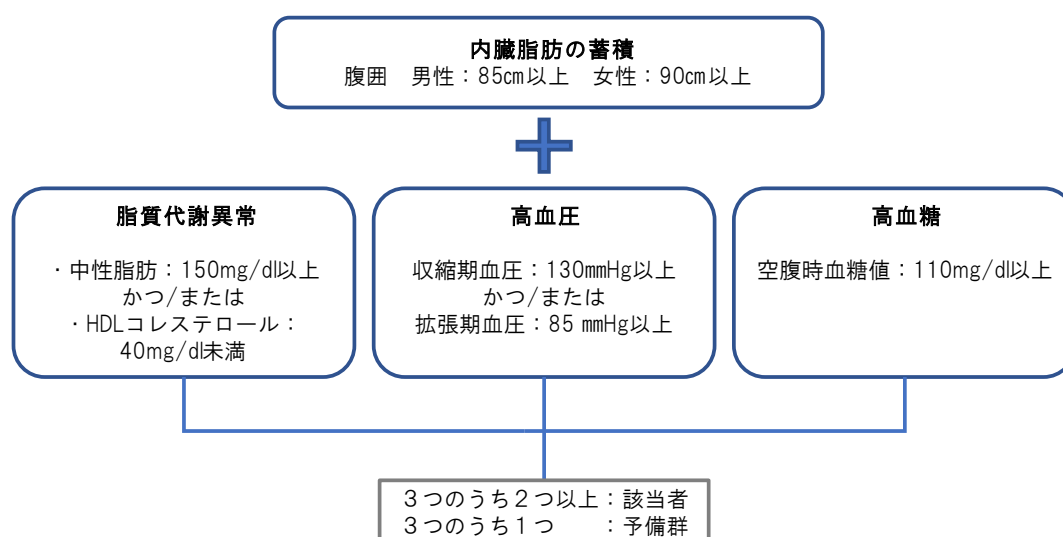 内臓脂肪の蓄積
腹囲 男性：85㎝以上 女性：90㎝以上
脂質代謝異常
・中性脂肪：150mg/㎗以上
かつ/または
・HDLコレステロール：
40mg/㎗未満
高血圧
収縮期血圧：130mmHg以上
かつ/または
拡張期血圧：85 mmHg以上
高血糖
空腹時血糖値：110mg/㎗以上
３つのうち２つ以上：該当者
３つのうち１つ ：予備群